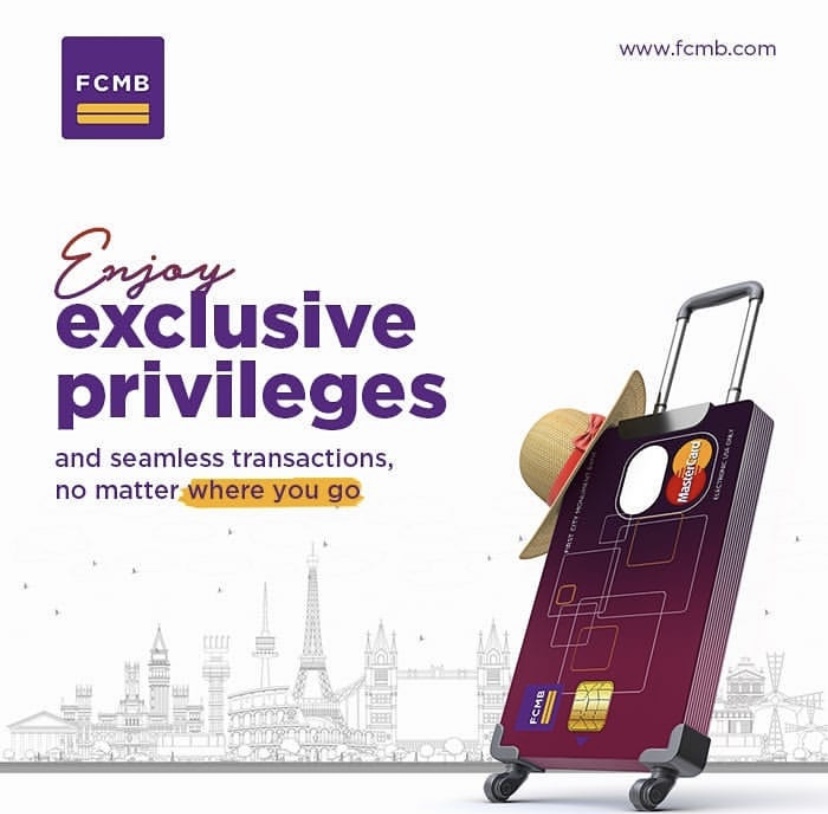 FCMB
www.fcmb.com
Enjoy
exclusive
privileges
and seamless transactions,
no matter where you go
FIRST CITY MONUMENT BANK
MasterCard
ELECTRONIC USE ONLY
FCMB